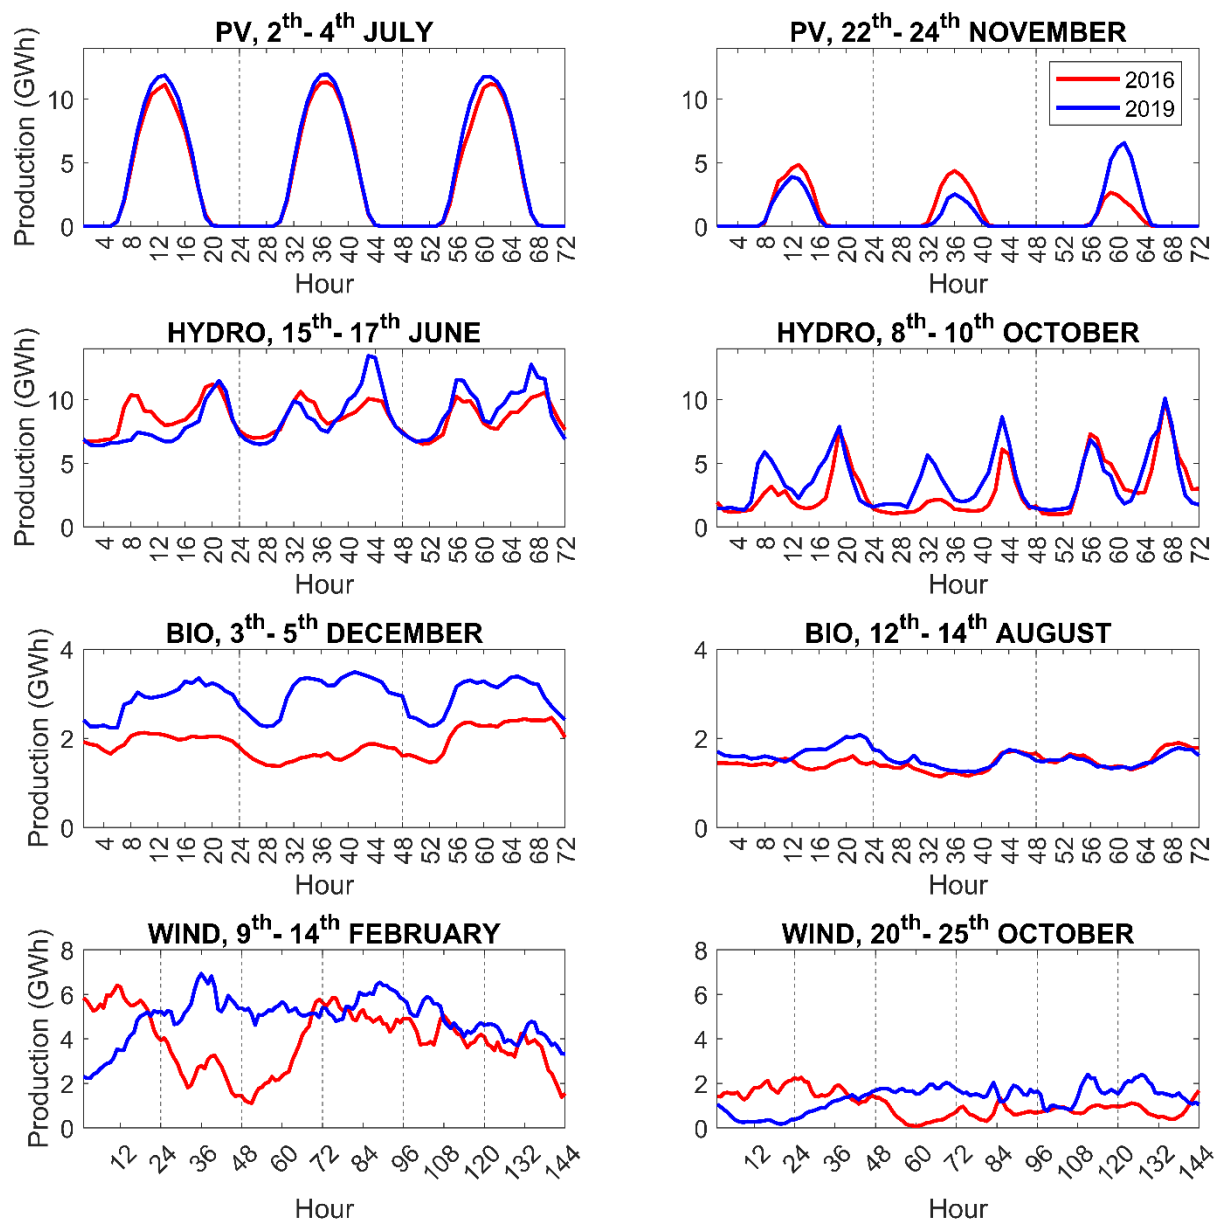 PV, 2th- 4th JULY
Production (GWh)
10
5
0
4 8 12 16 20 24 28 32 36 40 44 48 52 56 60 64 68 72
Hour
PV, 22th- 24th NOVEMBER
2016
2019
10
5
0
4 8 12 16 20 24 28 32 36 40 44 48 52 56 60 64 68 72
Hour
HYDRO, 15th- 17th JUNE
Production (GWh)
10
5
0
4 8 12 16 20 24 28 32 36 40 44 48 52 56 60 64 68 72
Hour
HYDRO, 8th- 10th OCTOBER
10
5
0
4 8 12 16 20 24 28 32 36 40 44 48 52 56 60 64 68 72
Hour
BIO, 3th- 5th DECEMBER
Production (GWh)
4
2
0
4 8 12 16 20 24 28 32 36 40 44 48 52 56 60 64 68 72
Hour
BIO, 12th- 14th AUGUST
4
2
0
4 8 12 16 20 24 28 32 36 40 44 48 52 56 60 64 68 72
Hour
WIND, 9th- 14th FEBRUARY
Production (GWh)
8
6
4
2
0
12 24 36 48 60 72 84 96 108 120 132 144
Hour
WIND, 20th- 25th OCTOBER
8
6
4
2
0
12 24 36 48 60 72 84 96 108 120 132 144
Hour